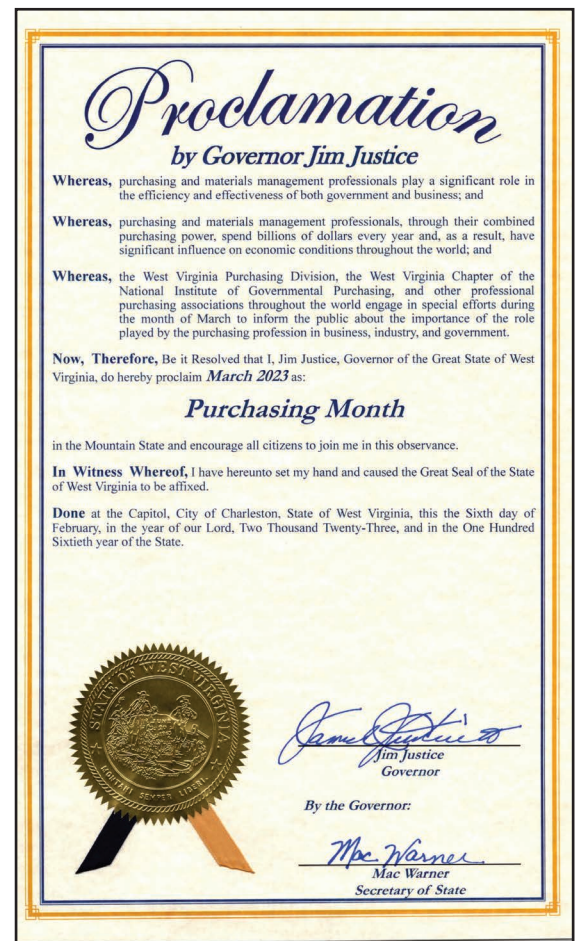 Proclamation
by Governor Jim Justice
Whereas, purchasing and materials management professionals play a significant role in
the efficiency and effectiveness of both government and business; and
Whereas, purchasing and materials management professionals, through their combined
purchasing power, spend billions of dollars every year and, as a result, have
significant influence on economic conditions throughout the world; and
Whereas, the West Virginia Purchasing Division, the West Virginia Chapter of the
National Institute of Governmental Purchasing, and other professional
purchasing associations throughout the world engage in special efforts during
the month of March to inform the public about the importance of the role
played by the purchasing profession in business, industry, and government.
Now, Therefore, Be it Resolved that I, Jim Justice, Governor of the Great State of West
Virginia, do hereby proclaim March 2023 as:
Purchasing Month
in the Mountain State and encourage all citizens to join me in this observance.
In Witness Whereof, I have hereunto set my hand and caused the Great Seal of the State
of West Virginia to be affixed.
Done at the Capitol, City of Charleston, State of West Virginia, this the Sixth day of
February, in the year of our Lord, Two Thousand Twenty-Three, and in the One Hundred
Sixtieth year of the State.
STATE OF WEST VIRGINIA
MONTANI SEMPER LIBERI
Jim Justice
Governor
By the Governor:
Mac Warner
Mac Warner
Secretary of State